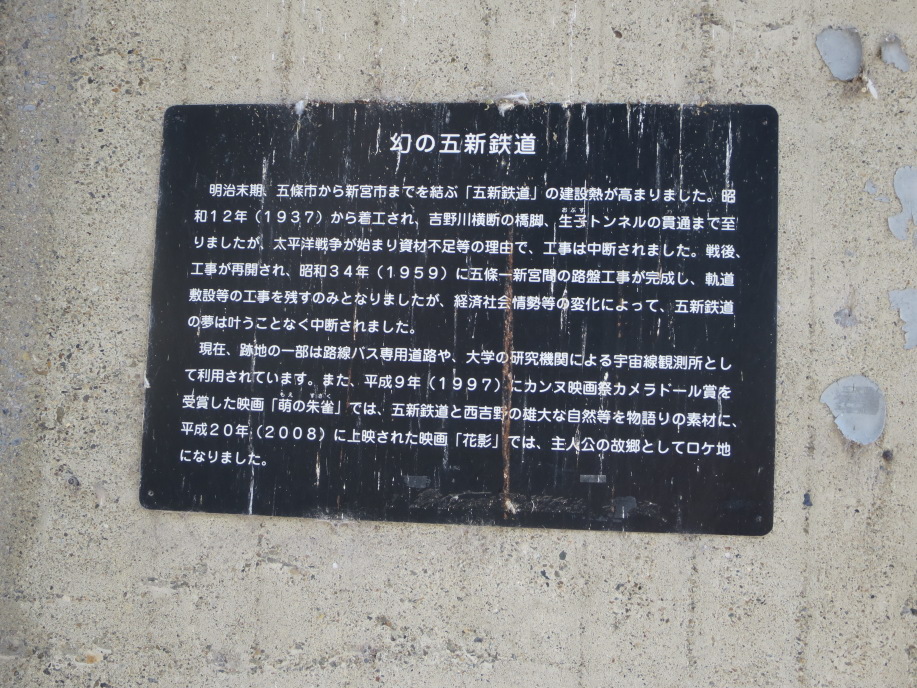 幻の五新鉄道
明治末期、五條市から新宮市までを結ぶ「五新鉄道」の建設熱が高まりました。昭
おぶす
和12年（1937）から着工され、吉野川横断の橋脚、生子トンネルの貫通まで至
りましたが、太平洋戦争が始まり資材不足等の理由で、工事は中断されました。戦後、
工事が再開され、昭和34年（1959）に五條－新宮間の路盤工事が完成し、軌道
敷設等の工事を残すのみとなりましたが、経済社会情勢等の変化によって、五新鉄道
の夢は叶うことなく中断されました。
現在、跡地の一部は路線バス専用道路や、大学の研究機関による宇宙線観測所とし
て利用されています。また、平成9年（1997）にカンヌ映画祭カメラドール賞を
もえ すざく
受賞した映画「萌の朱雀」では、五新鉄道と西吉野の雄大な自然等を物語りの素材に、
平成20年（2008）に上映された映画「花影」では、主人公の故郷としてロケ地
になりました。